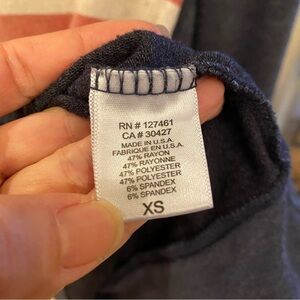 RN # 127461
CA # 30427
MADE IN U.S.A.
FABRIQUE EN U.S.A.
47% RAYON
47% RAYONNE
47% POLYESTER
47% POLYESTER
6% SPANDEX
6% SPANDEX
XS